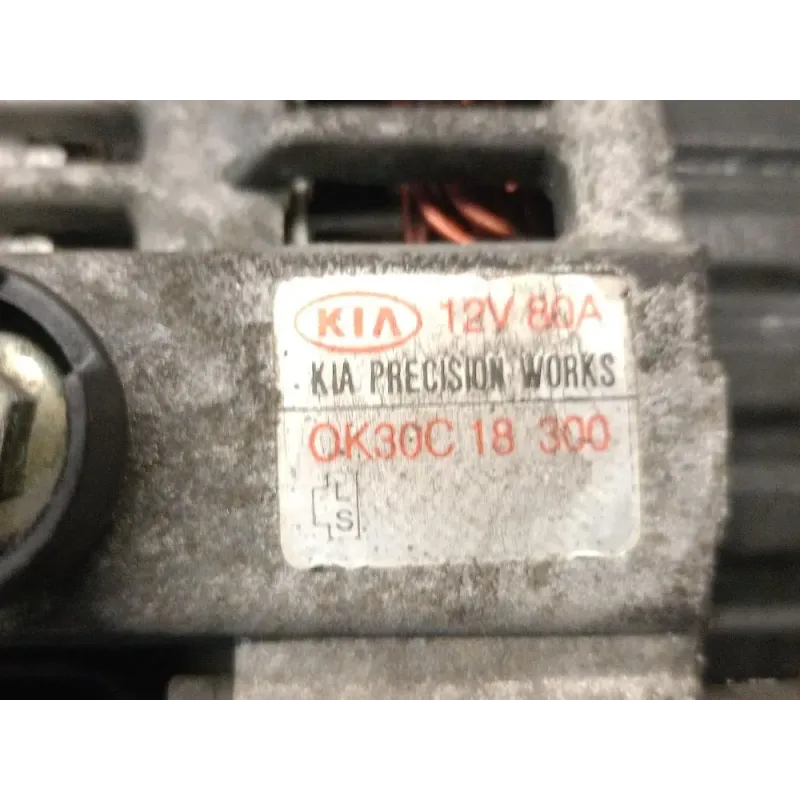 KIA 12V 80A
KIA PRECISION WORKS
OK30C 18 300
L
S